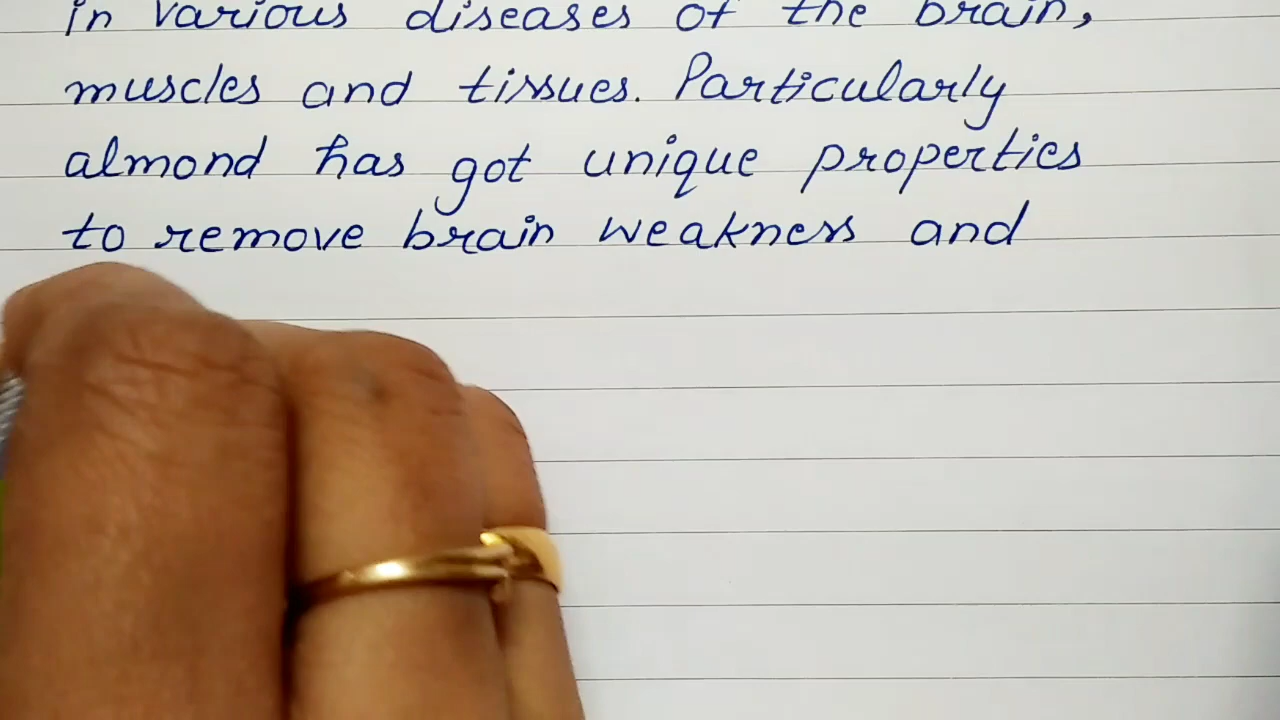 in various diseases of the brain,
muscles and tissues. Particularly
almond has got unique properties
to remove brain weakness and